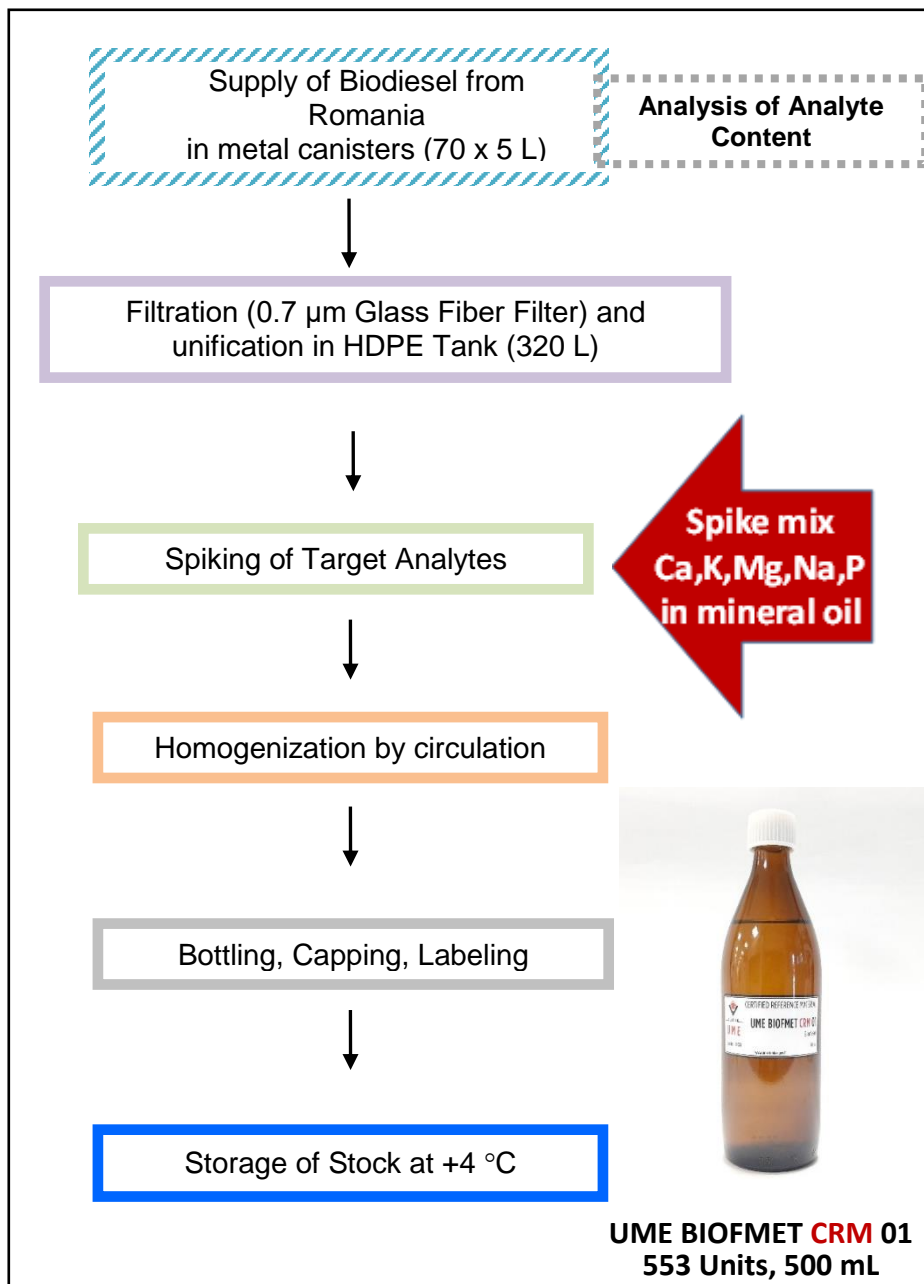 Supply of Biodiesel from
Romania
in metal canisters (70 x 5 L)
Analysis of Analyte
Content
Filtration (0.7 µm Glass Fiber Filter) and
unification in HDPE Tank (320 L)
Spiking of Target Analytes
Spike mix
Ca,K,Mg,Na,P
in mineral oil
Homogenization by circulation
Bottling, Capping, Labeling
CERTIFIED REFERENCE
UME
UME BIOFMET CRM 01
Storage of Stock at +4 °C
UME BIOFMET CRM 01
553 Units, 500 mL